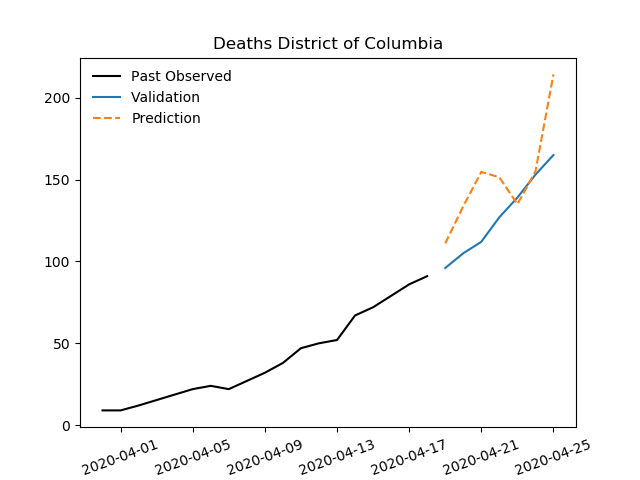 Deaths District of Columbia
Past Observed
Validation
Prediction
200
150
100
50
0
2020-04-01 2020-04-05 2020-04-09 2020-04-13 2020-04-17 2020-04-21 2020-04-25